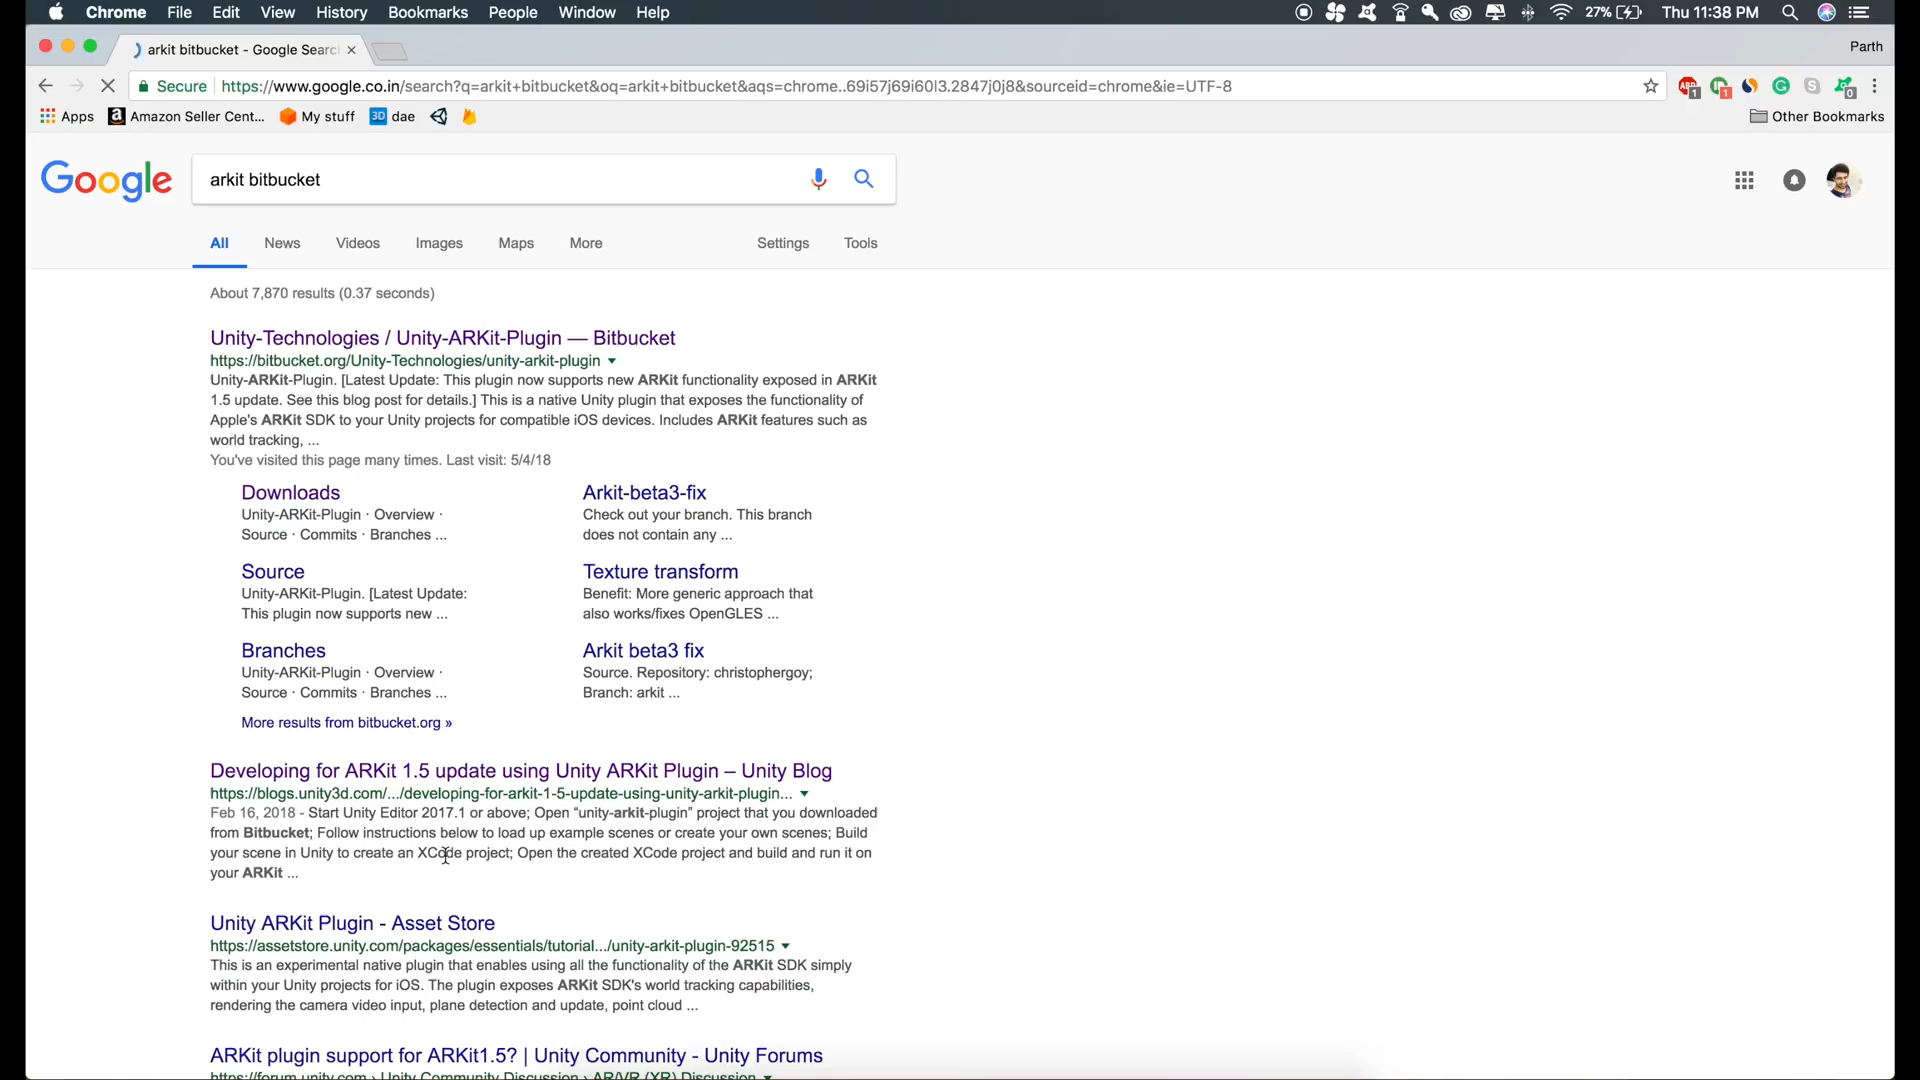 Chrome File Edit View History Bookmarks People Window Help 27% Thu 11:38 PM
arkit bitbucket - Google Searc Parth
Secure https://www.google.co.in/search?q=arkit+bitbucket&oq=arkit+bitbucket&aqs=chrome..69i57j69i60l3.2847j0j8&sourceid=chrome&ie=UTF-8 ABP 1 1 0
Apps Amazon Seller Cent... My stuff 3D dae Other Bookmarks
Google arkit bitbucket
All News Videos Images Maps More Settings Tools
About 7,870 results (0.37 seconds)
Unity-Technologies / Unity-ARKit-Plugin — Bitbucket
https://bitbucket.org/Unity-Technologies/unity-arkit-plugin
Unity-ARKit-Plugin. [Latest Update: This plugin now supports new ARKit functionality exposed in ARKit
1.5 update. See this blog post for details.] This is a native Unity plugin that exposes the functionality of
Apple's ARKit SDK to your Unity projects for compatible iOS devices. Includes ARKit features such as
world tracking, ...
You've visited this page many times. Last visit: 5/4/18
Downloads Arkit-beta3-fix
Unity-ARKit-Plugin · Overview · Check out your branch. This branch
Source · Commits · Branches ... does not contain any ...
Source Texture transform
Unity-ARKit-Plugin. [Latest Update: Benefit: More generic approach that
This plugin now supports new ... also works/fixes OpenGLES ...
Branches Arkit beta3 fix
Unity-ARKit-Plugin · Overview · Source. Repository: christophergoy;
Source · Commits · Branches ... Branch: arkit ...
More results from bitbucket.org »
Developing for ARKit 1.5 update using Unity ARKit Plugin – Unity Blog
https://blogs.unity3d.com/.../developing-for-arkit-1-5-update-using-unity-arkit-plugin...
Feb 16, 2018 - Start Unity Editor 2017.1 or above; Open “unity-arkit-plugin” project that you downloaded
from Bitbucket; Follow instructions below to load up example scenes or create your own scenes; Build
your scene in Unity to create an XCode project; Open the created XCode project and build and run it on
your ARKit ...
Unity ARKit Plugin - Asset Store
https://assetstore.unity.com/packages/essentials/tutorial.../unity-arkit-plugin-92515
This is an experimental native plugin that enables using all the functionality of the ARKit SDK simply
within your Unity projects for iOS. The plugin exposes ARKit SDK's world tracking capabilities,
rendering the camera video input, plane detection and update, point cloud ...
ARKit plugin support for ARKit1.5? | Unity Community - Unity Forums
https://forum.unity.com › Unity Community Discussion › AR/VR (XR) Discussion